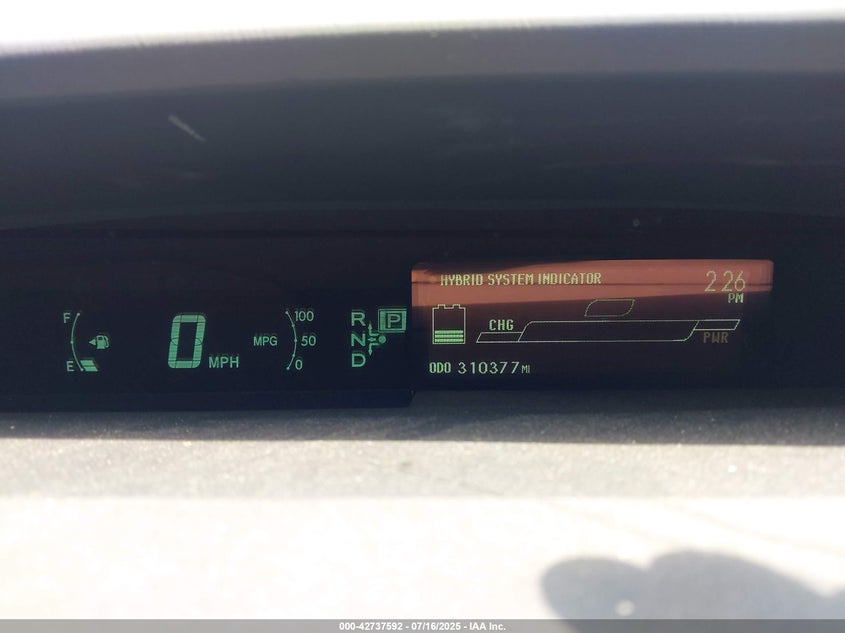 HYBRID SYSTEM INDICATOR
2:26
PM
F
E
0 MPH
MPG
100
50
0
R
N
D
P
CHG
PWR
ODO 310377 MI
000-42737592 - 07/16/2025 - IAA Inc.